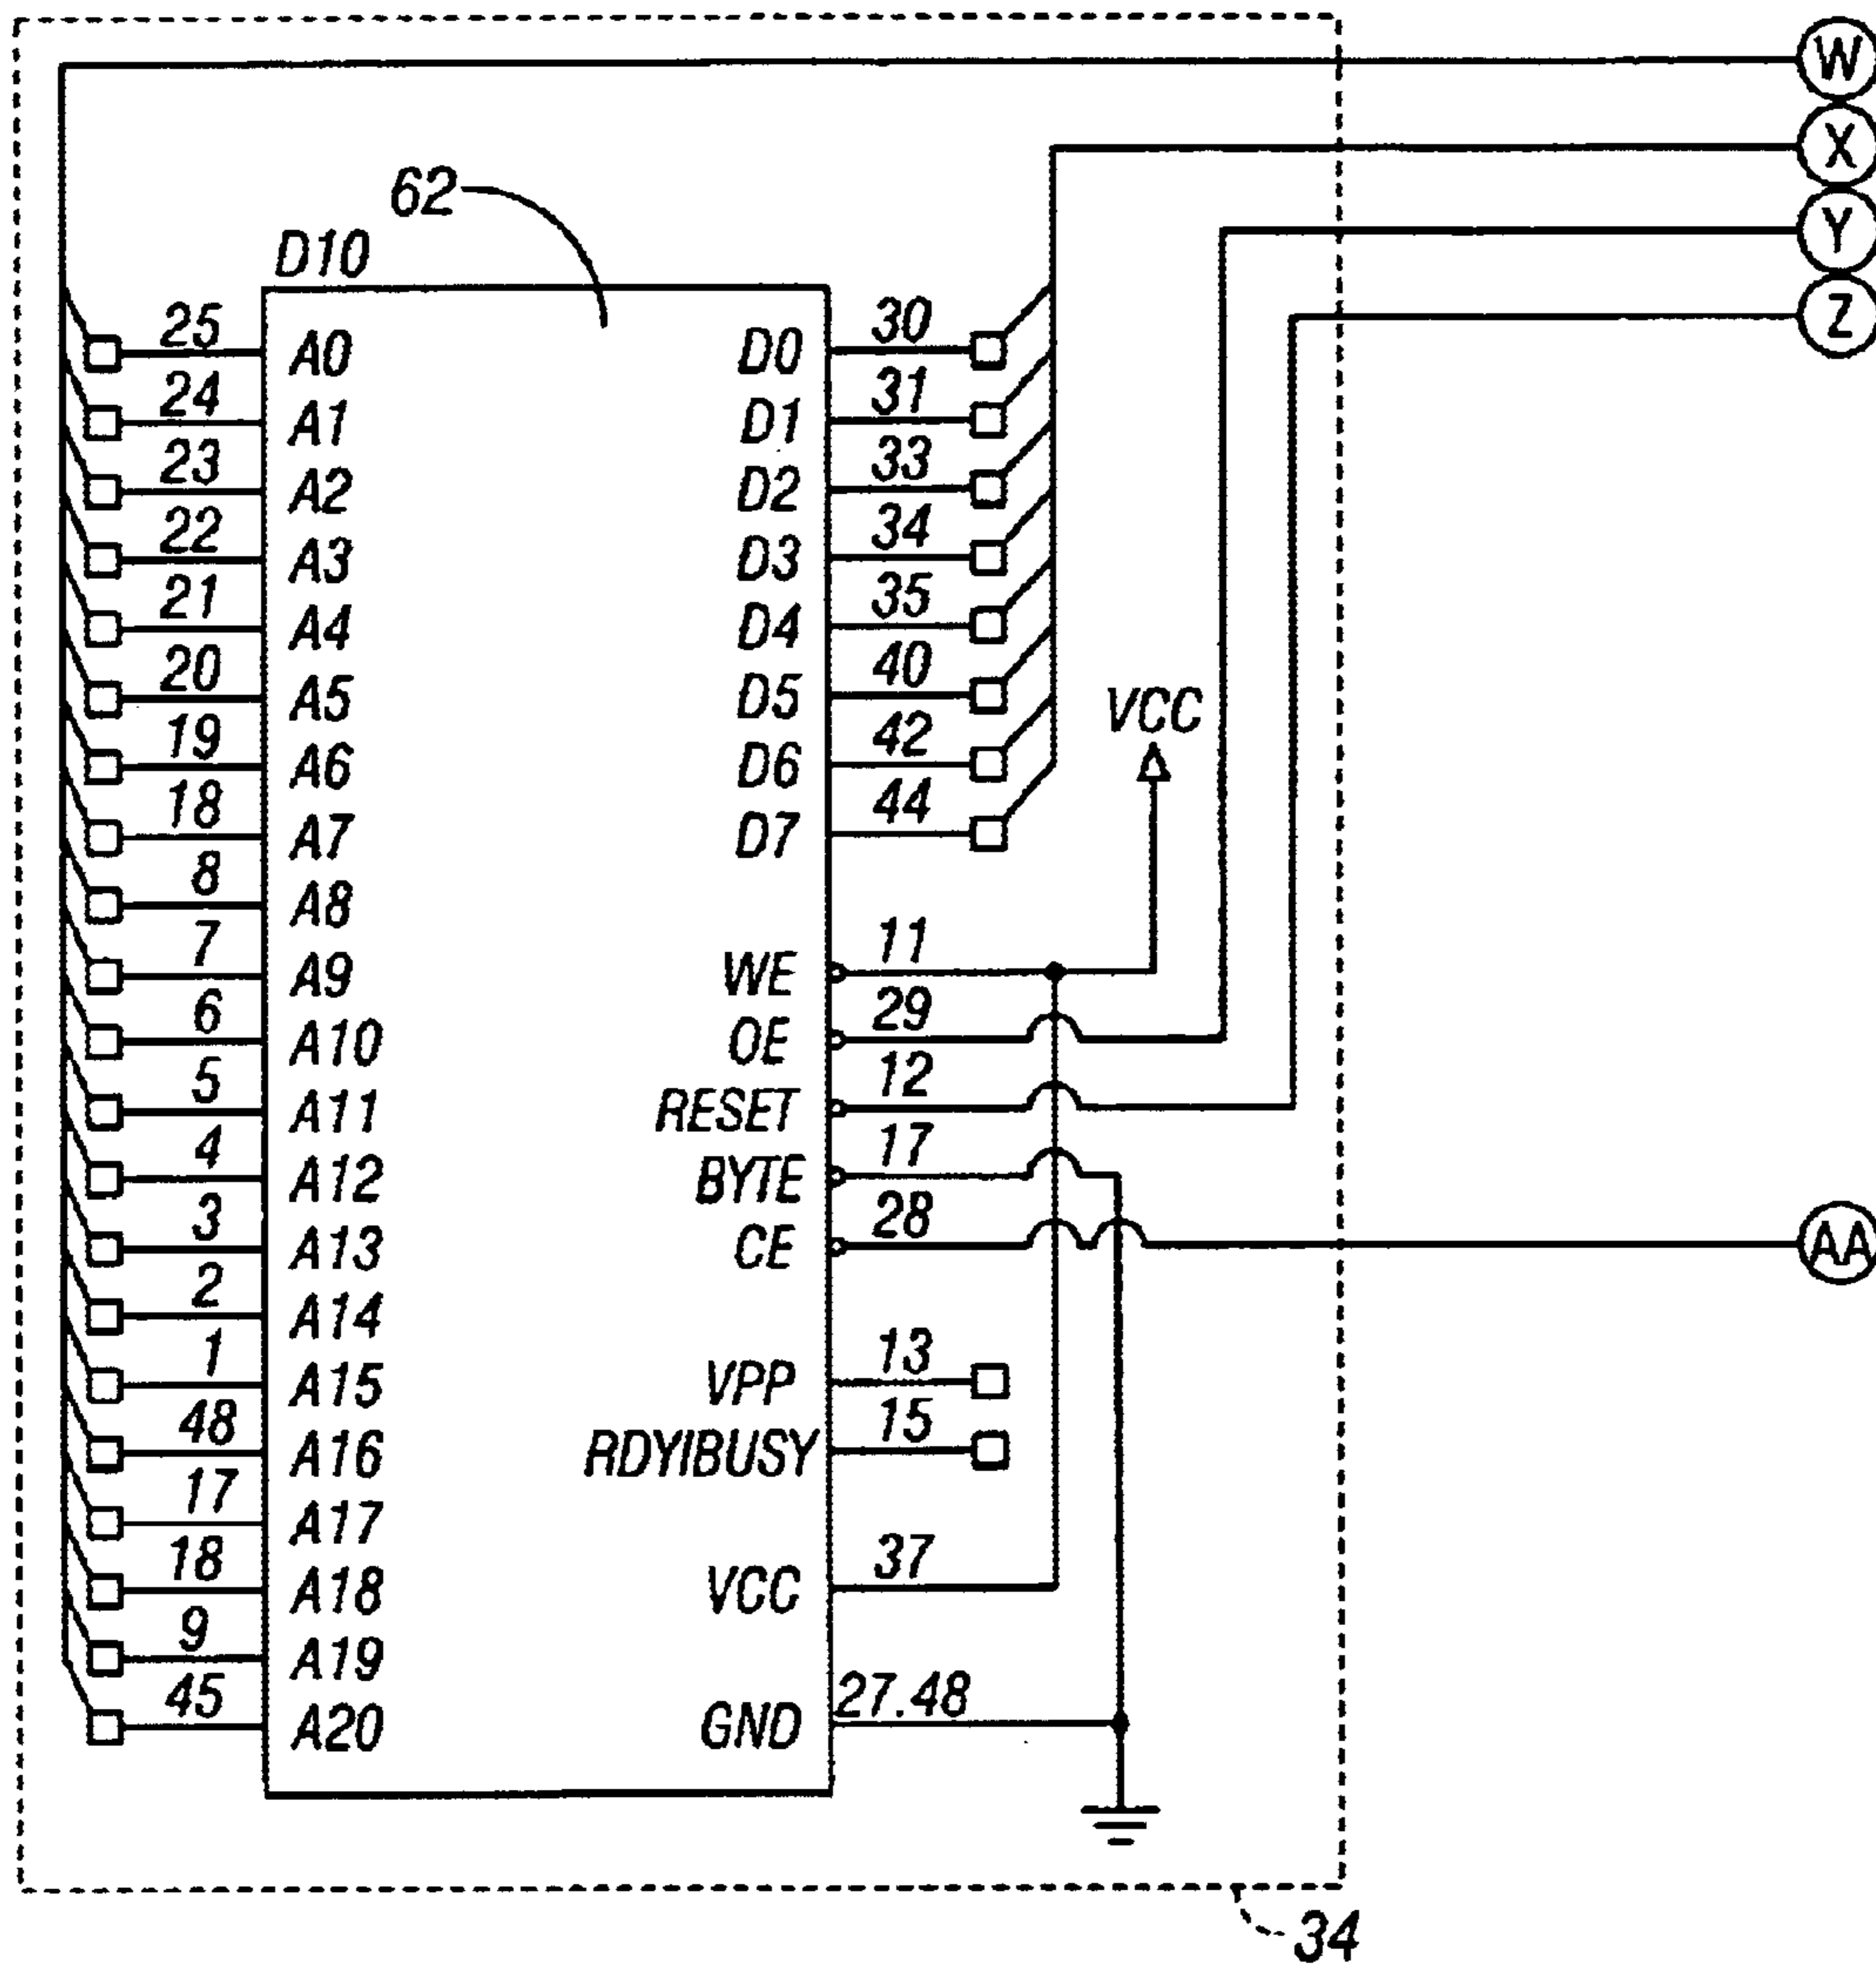 W
X
Y
Z
62
D10
25 A0 D0 30
24 A1 D1 31
23 A2 D2 33
22 A3 D3 34
21 A4 D4 35
20 A5 D5 40
VCC
19 A6 D6 42
18 A7 D7 44
8 A8
7 A9 WE 11
6 A10 OE 29
5 A11 RESET 12
4 A12 BYTE 17
3 A13 CE 28 AA
2 A14
1 A15 VPP 13
48 A16 RDYIBUSY 15
17 A17
18 A18 VCC 37
9 A19
45 A20 GND 27.48
34